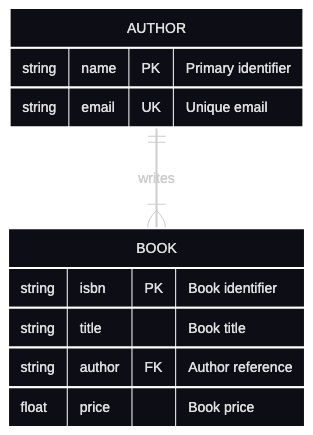 AUTHOR
string name PK Primary identifier
string email UK Unique email
writes
BOOK
string isbn PK Book identifier
string title Book title
string author FK Author reference
float price Book price